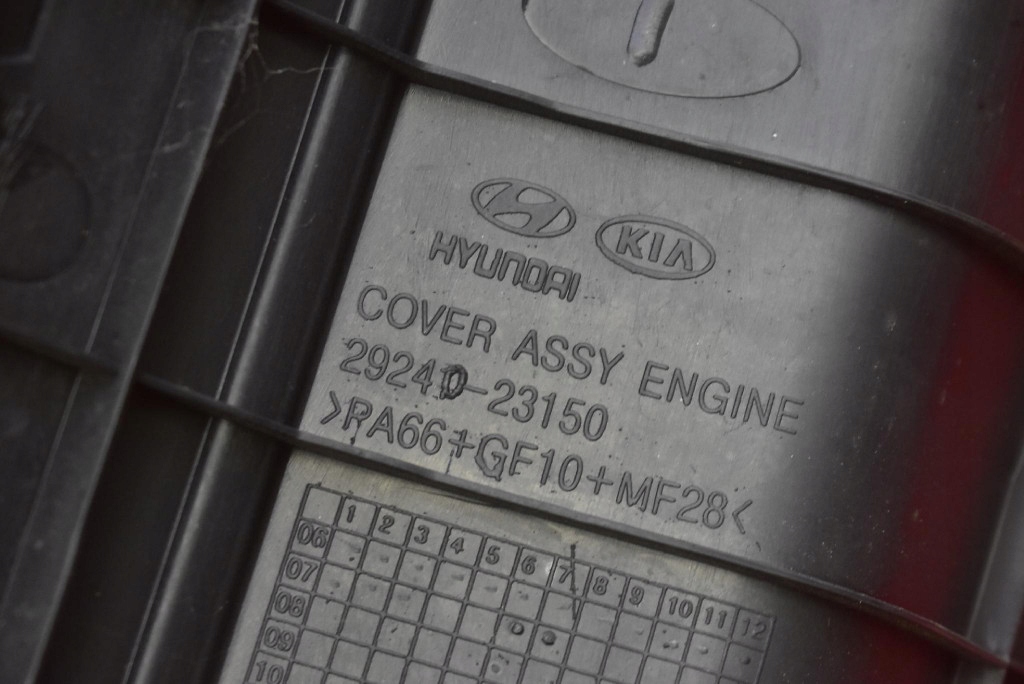 HYUNDAI KIA
COVER ASSY ENGINE
29240-23150
>PA66+GF10+MF28<
1 2 3 4 5 6 7 8 9 10 11 12
06
07
08
09
10